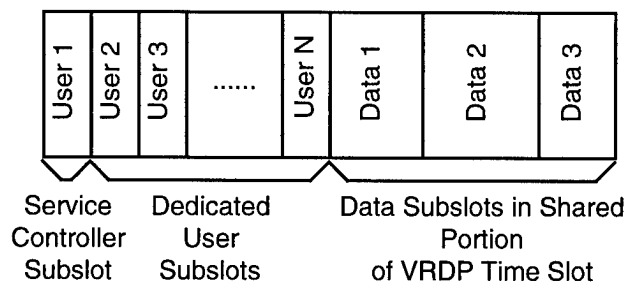 User 1
User 2
User 3
......
User N
Data 1
Data 2
Data 3
Service
Controller
Subslot
Dedicated
User
Subslots
Data Subslots in Shared
Portion
of VRDP Time Slot